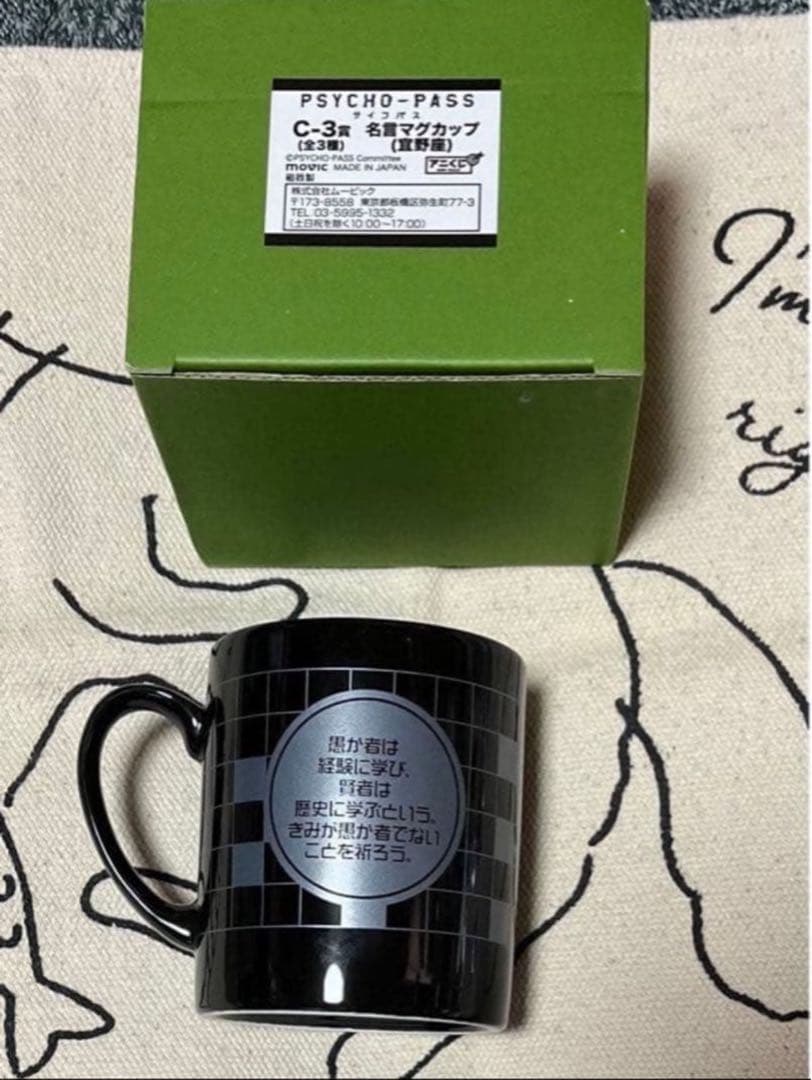 PSYCHO-PASS
サイコパス
C-3賞 名言マグカップ
(全3種) (宜野座)
©PSYCHO-PASS Committee
movic MADE IN JAPAN アニくじ
磁器製
株式会社ムービック
〒173-8558 東京都板橋区弥生町77-3
TEL.03-5995-1332
(土日祝を除く10:00〜17:00)
I'm
rig
愚か者は
経験に学び、
賢者は
歴史に学ぶという。
きみが愚か者でない
ことを祈ろう。